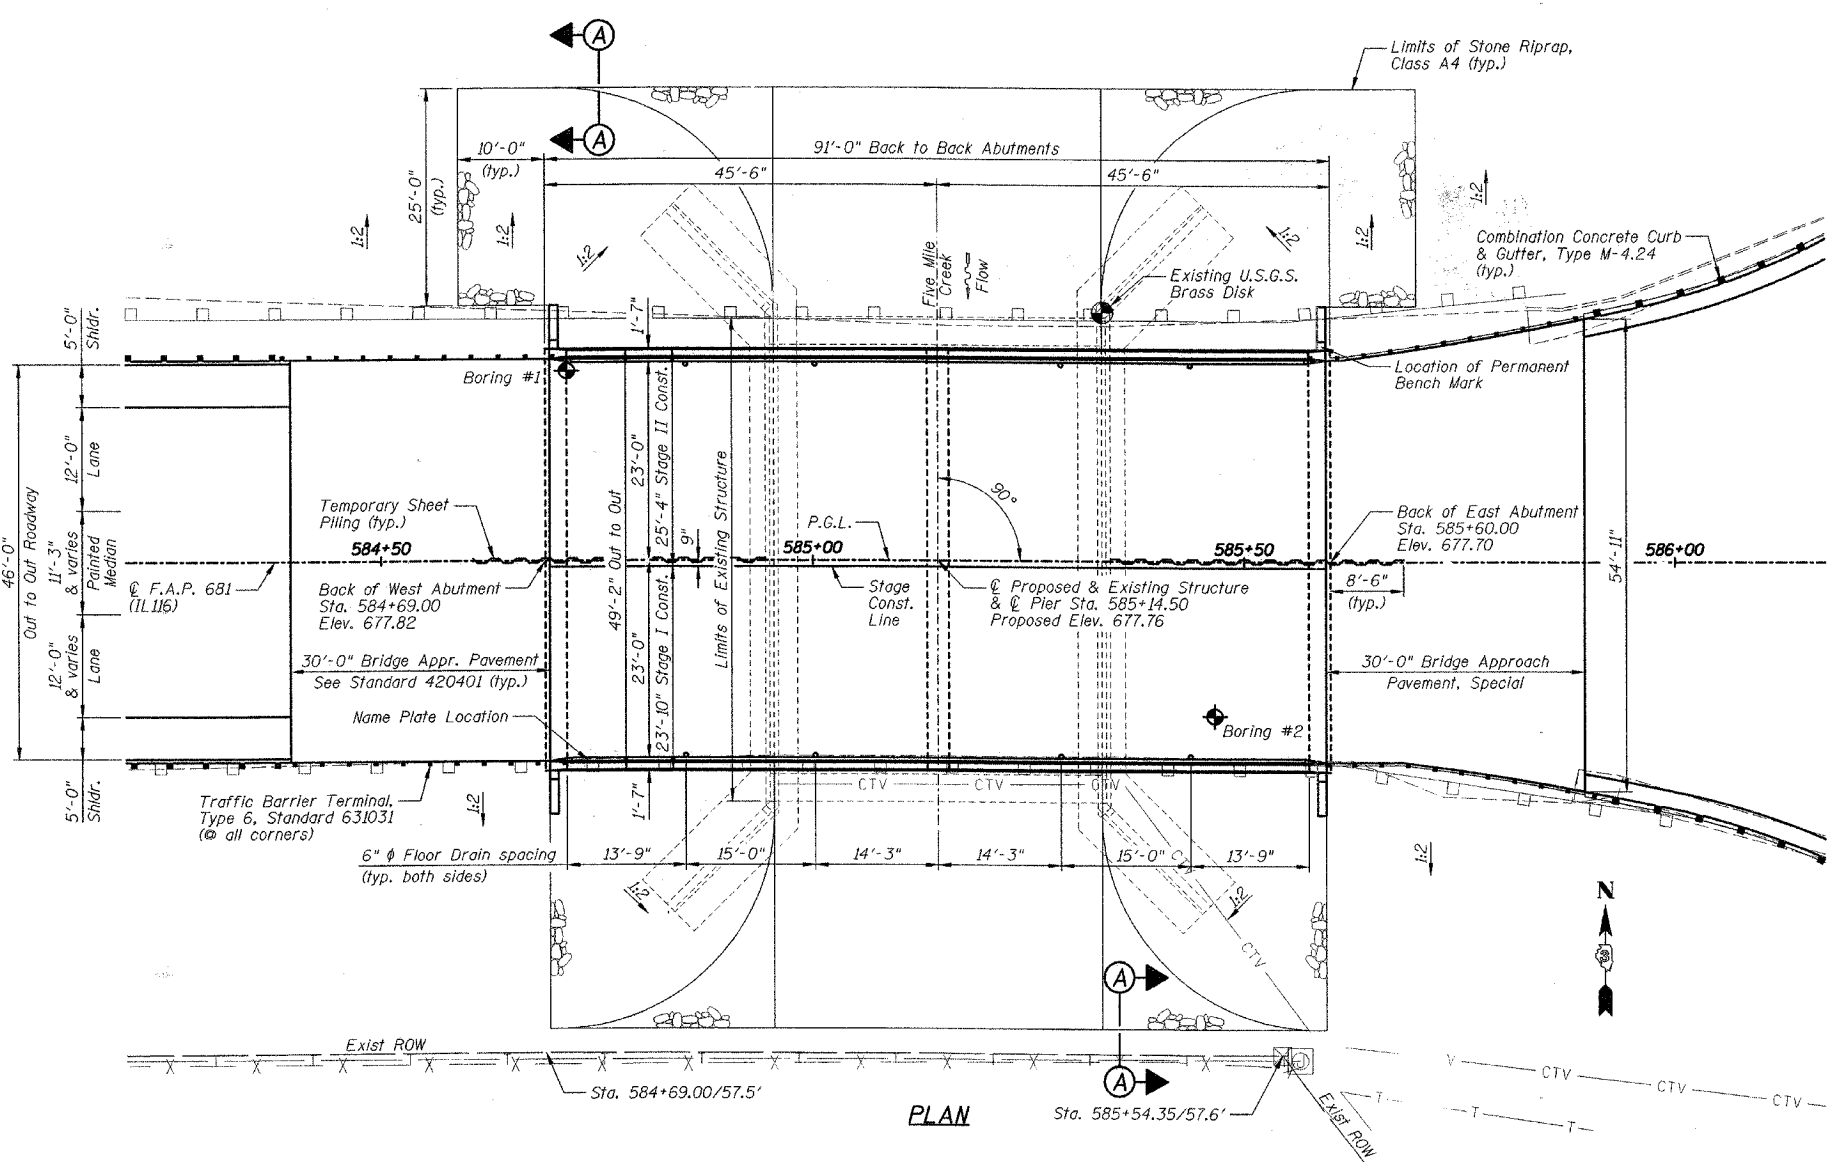 A
A
Limits of Stone Riprap,
Class A4 (typ.)
25'-0"
(typ.)
10'-0"
(typ.)
91'-0" Back to Back Abutments
45'-6"
45'-6"
1:2
1:2
1:2
1:2
1:2
1:2
Five Mile
Creek
Flow
Combination Concrete Curb
& Gutter, Type M-4.24
(typ.)
Existing U.S.G.S.
Brass Disk
5'-0"
Shldr.
1'-7"
Boring #1
Location of Permanent
Bench Mark
46'-0"
Out to Out Roadway
12'-0"
Lane
11'-3"
& varies
Painted
Median
12'-0"
& varies
Lane
5'-0"
Shldr.
Temporary Sheet
Piling (typ.)
584+50
℄ F.A.P. 681
(IL116)
Back of West Abutment
Sta. 584+69.00
Elev. 677.82
49'-2" Out to Out
23'-0"
25'-4" Stage II Const.
9"
Limits of Existing Structure
23'-0"
23'-10" Stage I Const.
P.G.L.
585+00
90°
585+50
Back of East Abutment
Sta. 585+60.00
Elev. 677.70
586+00
54'-11"
8'-6"
(typ.)
Stage
Const.
Line
℄ Proposed & Existing Structure
& ℄ Pier Sta. 585+14.50
Proposed Elev. 677.76
30'-0" Bridge Appr. Pavement
See Standard 420401 (typ.)
30'-0" Bridge Approach
Pavement, Special
Name Plate Location
Boring #2
Traffic Barrier Terminal,
Type 6, Standard 631031
(@ all corners)
1:2
1'-7"
CTV
CTV
CTV
6" φ Floor Drain spacing
(typ. both sides)
13'-9"
15'-0"
14'-3"
14'-3"
15'-0"
13'-9"
CTV
1:2
1:2
1:2
CTV
N
A
A
Exist ROW
Sta. 584+69.00/57.5'
PLAN
Sta. 585+54.35/57.6'
Exist ROW
V
CTV
CTV
CTV
T
T
T